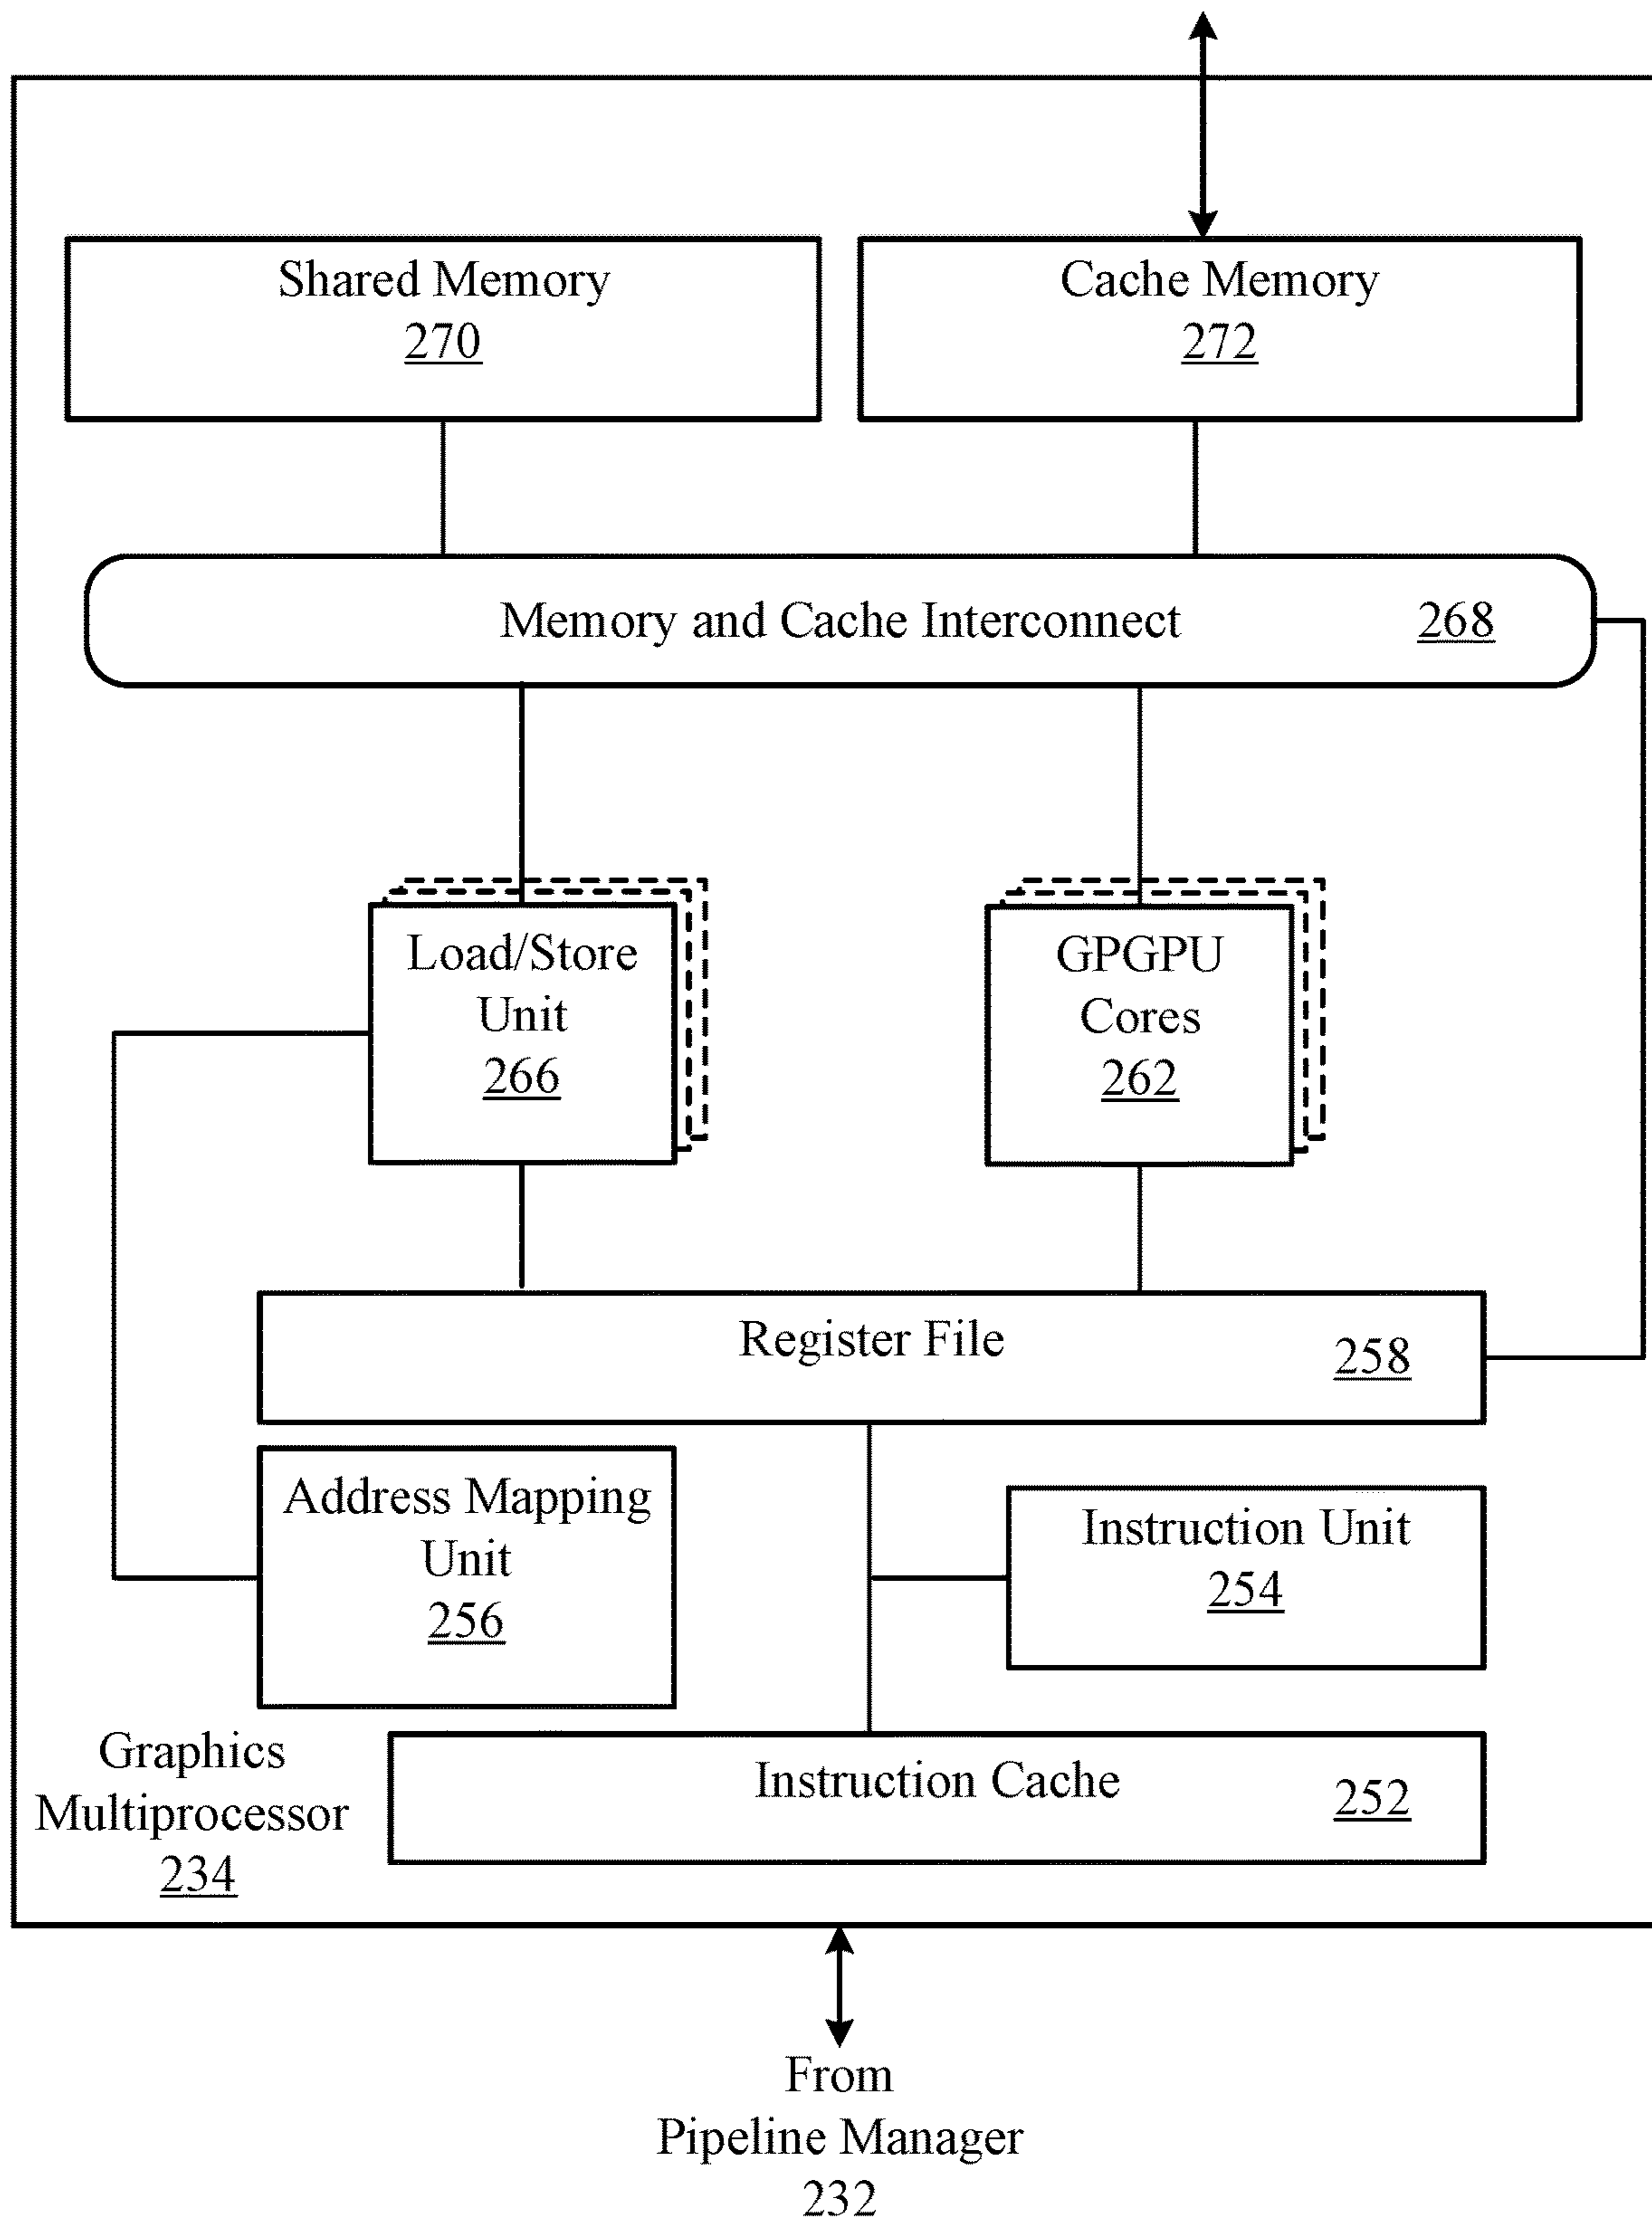 Shared Memory
270
Cache Memory
272
Memory and Cache Interconnect 268
Load/Store
Unit
266
GPGPU
Cores
262
Register File 258
Address Mapping
Unit
256
Instruction Unit
254
Graphics
Multiprocessor
234
Instruction Cache 252
From
Pipeline Manager
232